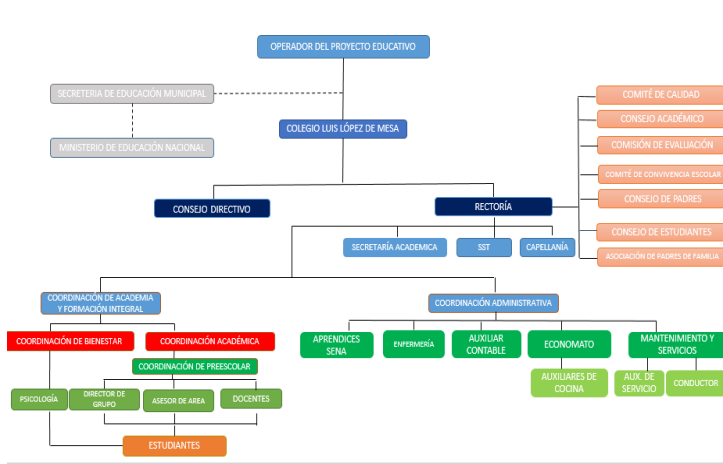 OPERADOR DEL PROYECTO EDUCATIVO
SECRETERIA DE EDUCACIÓN MUNICIPAL
COMITÉ DE CALIDAD
CONSEJO ACADÉMICO
COLEGIO LUIS LÓPEZ DE MESA
MINISTERIO DE EDUCACIÓN NACIONAL
COMISIÓN DE EVALUACIÓN
COMITÉ DE CONVIVENCIA ESCOLAR
CONSEJO DE PADRES
CONSEJO DIRECTIVO
RECTORÍA
CONSEJO DE ESTUDIANTES
SECRETARÍA ACADEMICA
SST
CAPELLANÍA
ASOCIACIÓN DE PADRES DE FAMILIA
COORDINACIÓN DE ACADEMIA
Y FORMACIÓN INTEGRAL
COORDINACIÓN ADMINISTRATIVA
COORDINACIÓN DE BIENESTAR
COORDINACIÓN ACADÉMICA
APRENDICES
SENA
ENFERMERÍA
AUXILIAR
CONTABLE
ECONOMATO
MANTENIMIENTO Y
SERVICIOS
COORDINACIÓN DE PREESCOLAR
AUXILIARES DE
COCINA
AUX. DE
SERVICIO
CONDUCTOR
PSICOLOGÍA
DIRECTOR DE
GRUPO
ASESOR DE AREA
DOCENTES
ESTUDIANTES